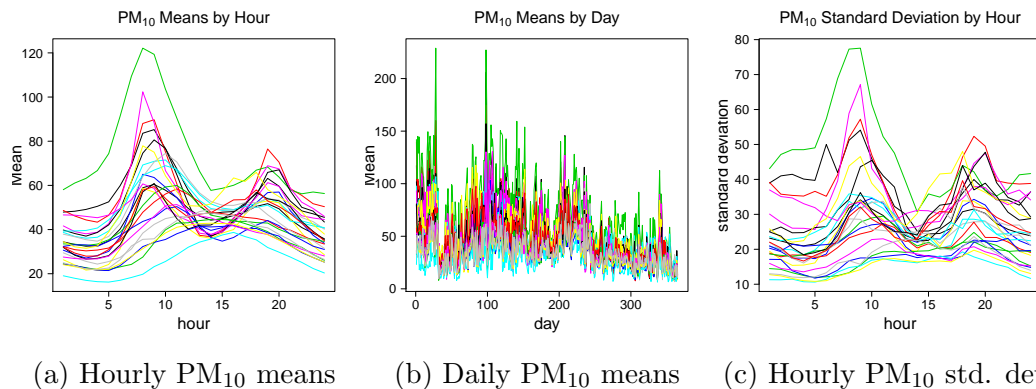 PM10 Means by Hour
120
100
80
60
40
20
Mean
5
10
15
20
hour
(a) Hourly PM10 means
PM10 Means by Day
200
150
100
50
0
Mean
0
100
200
300
day
(b) Daily PM10 means
PM10 Standard Deviation by Hour
80
70
60
50
40
30
20
10
standard deviation
5
10
15
20
hour
(c) Hourly PM10 std. de